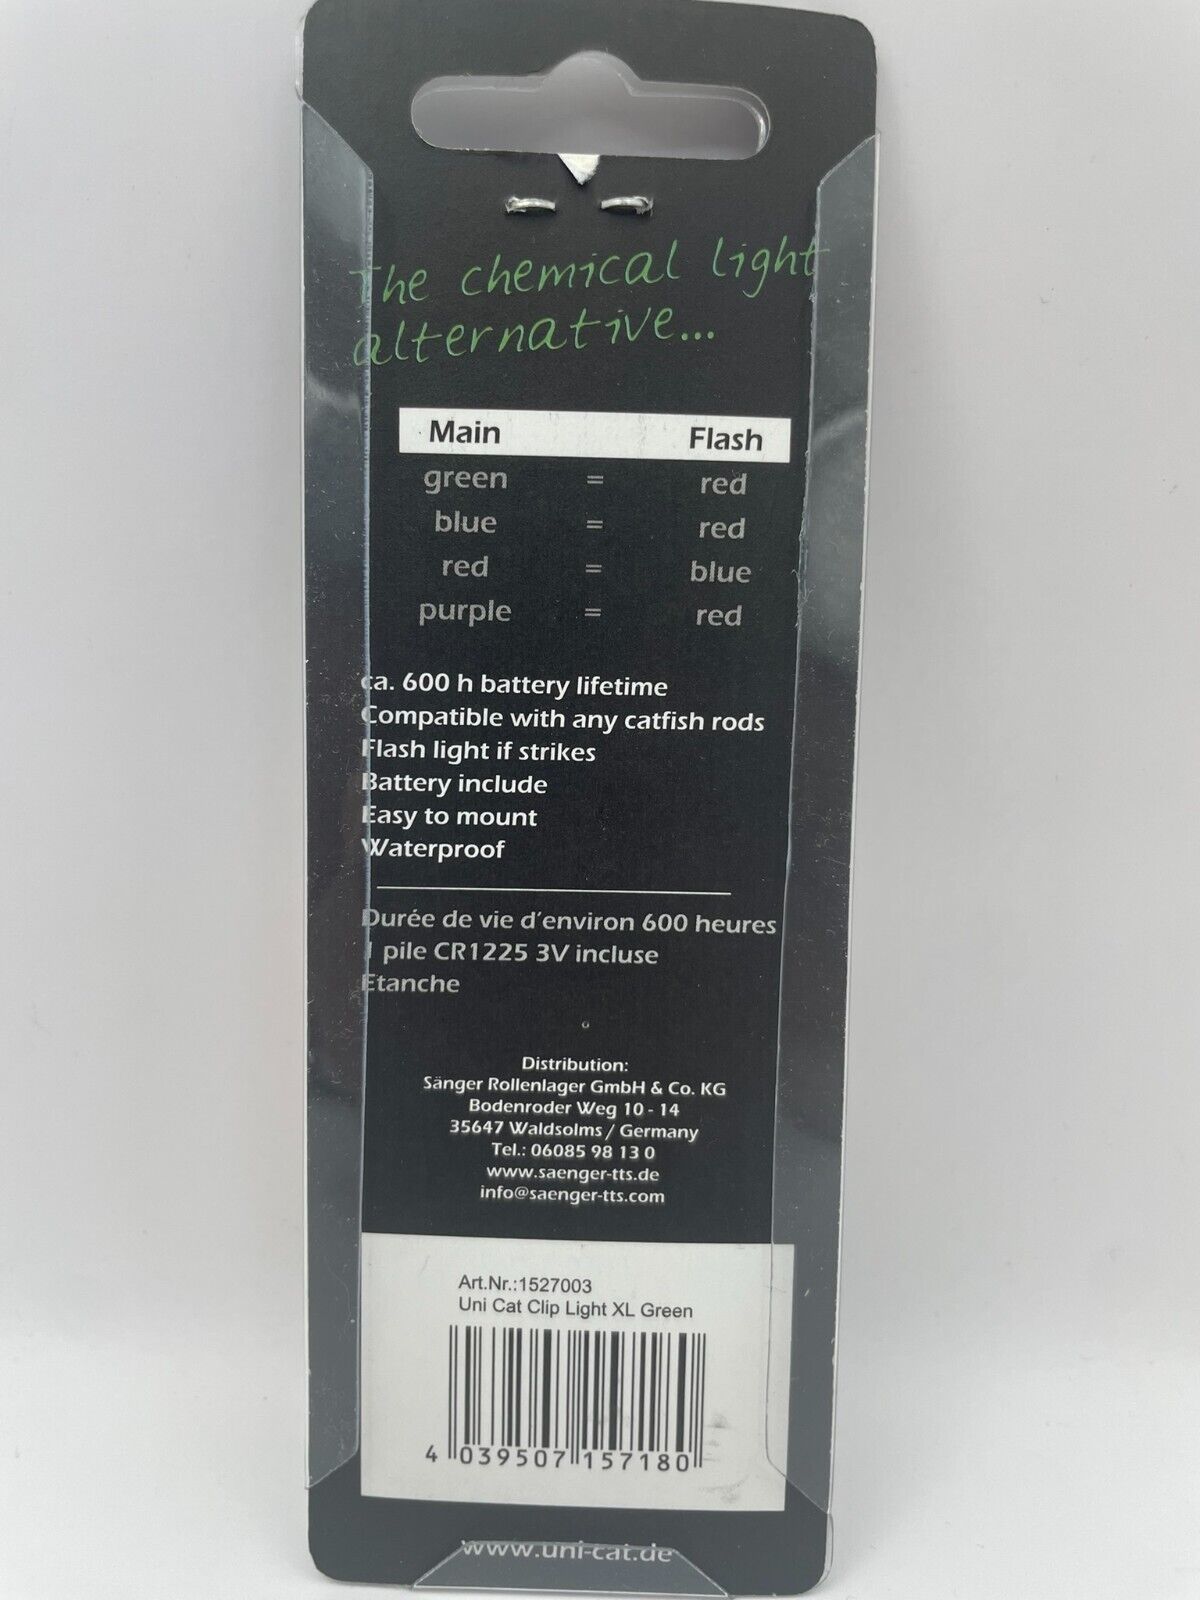 The chemical light
alternative...
Main Flash
green = red
blue = red
red = blue
purple = red
ca. 600 h battery lifetime
Compatible with any catfish rods
Flash light if strikes
Battery include
Easy to mount
Waterproof
Durée de vie d'environ 600 heures
1 pile CR1225 3V incluse
Etanche
Distribution:
Sänger Rollenlager GmbH & Co. KG
Bodenroder Weg 10 - 14
35647 Waldsolms / Germany
Tel.: 06085 98 13 0
www.saenger-tts.de
info@saenger-tts.com
Art.Nr.:1527003
Uni Cat Clip Light XL Green
4 039507 157180
www.uni-cat.de